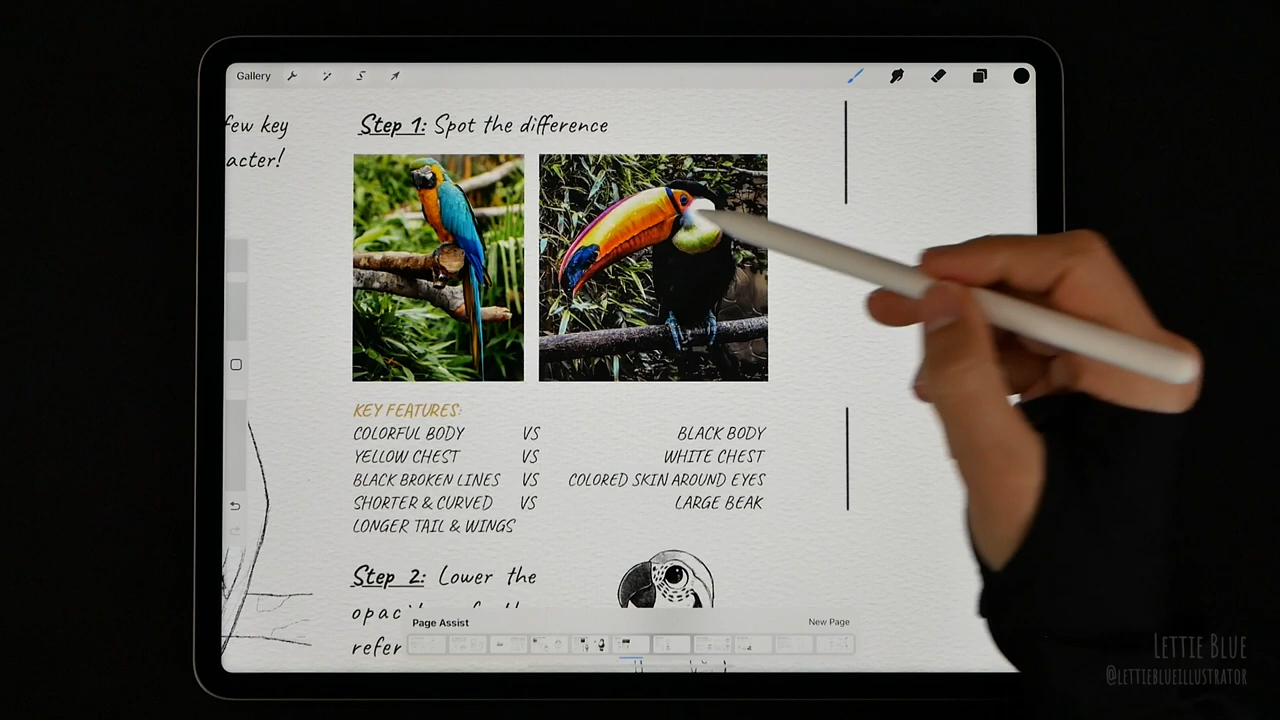 Gallery
few key
acter!
Step 1: Spot the difference
KEY FEATURES:
COLORFUL BODY VS BLACK BODY
YELLOW CHEST VS WHITE CHEST
BLACK BROKEN LINES VS COLORED SKIN AROUND EYES
SHORTER & CURVED VS LARGE BEAK
LONGER TAIL & WINGS
Step 2: Lower the
opac
refer
Page Assist New Page
LETTIE BLUE
@LETTIEBLUEILLUSTRATOR